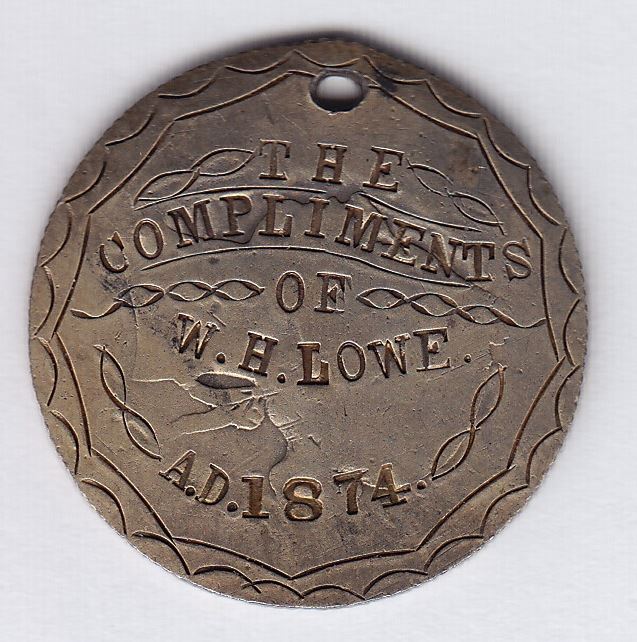 THE
COMPLIMENTS
OF
W.H.LOWE.
A.D.1874.